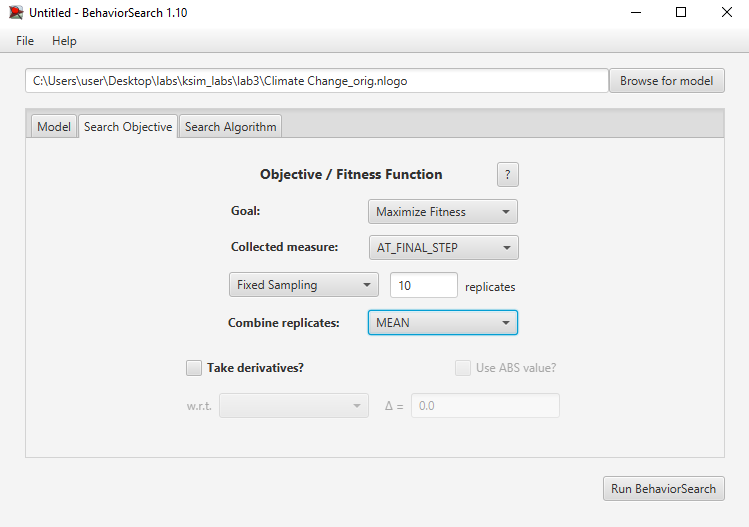 Untitled - BehaviorSearch 1.10
File Help
C:\Users\user\Desktop\labs\ksim_labs\lab3\Climate Change_orig.nlogo Browse for model
Model Search Objective Search Algorithm
Objective / Fitness Function ?
Goal: Maximize Fitness
Collected measure: AT_FINAL_STEP
Fixed Sampling 10 replicates
Combine replicates: MEAN
Take derivatives? Use ABS value?
w.r.t. Δ = 0.0
Run BehaviorSearch